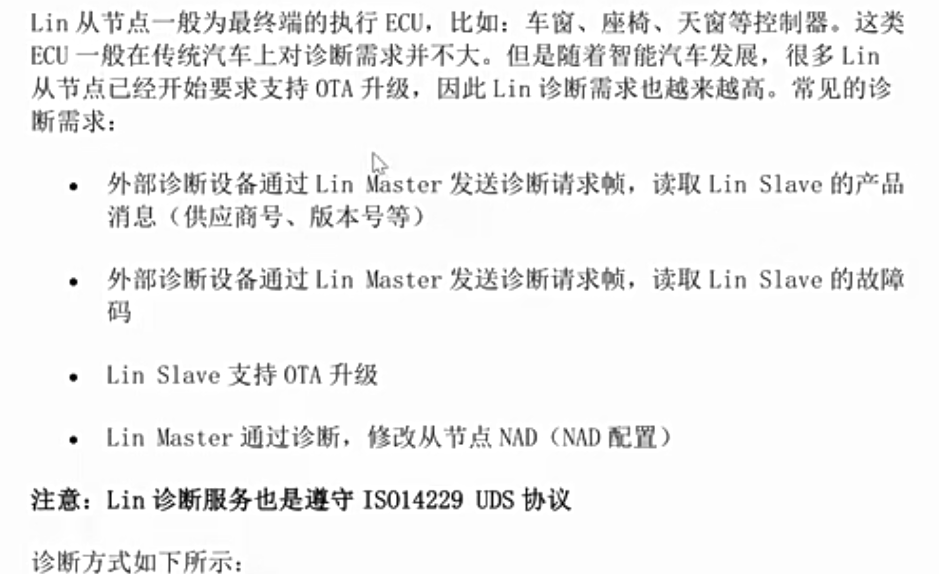 Lin 从节点一般为最终端的执行 ECU，比如：车窗、座椅、天窗等控制器。这类
ECU 一般在传统汽车上对诊断需求并不大。但是随着智能汽车发展，很多 Lin
从节点已经开始要求支持 OTA 升级，因此 Lin 诊断需求也越来越高。常见的诊
断需求：
• 外部诊断设备通过 Lin Master 发送诊断请求帧，读取 Lin Slave 的产品
消息（供应商号、版本号等）
• 外部诊断设备通过 Lin Master 发送诊断请求帧，读取 Lin Slave 的故障
码
• Lin Slave 支持 OTA 升级
• Lin Master 通过诊断，修改从节点 NAD（NAD 配置）
注意：Lin 诊断服务也是遵守 ISO14229 UDS 协议
诊断方式如下所示：